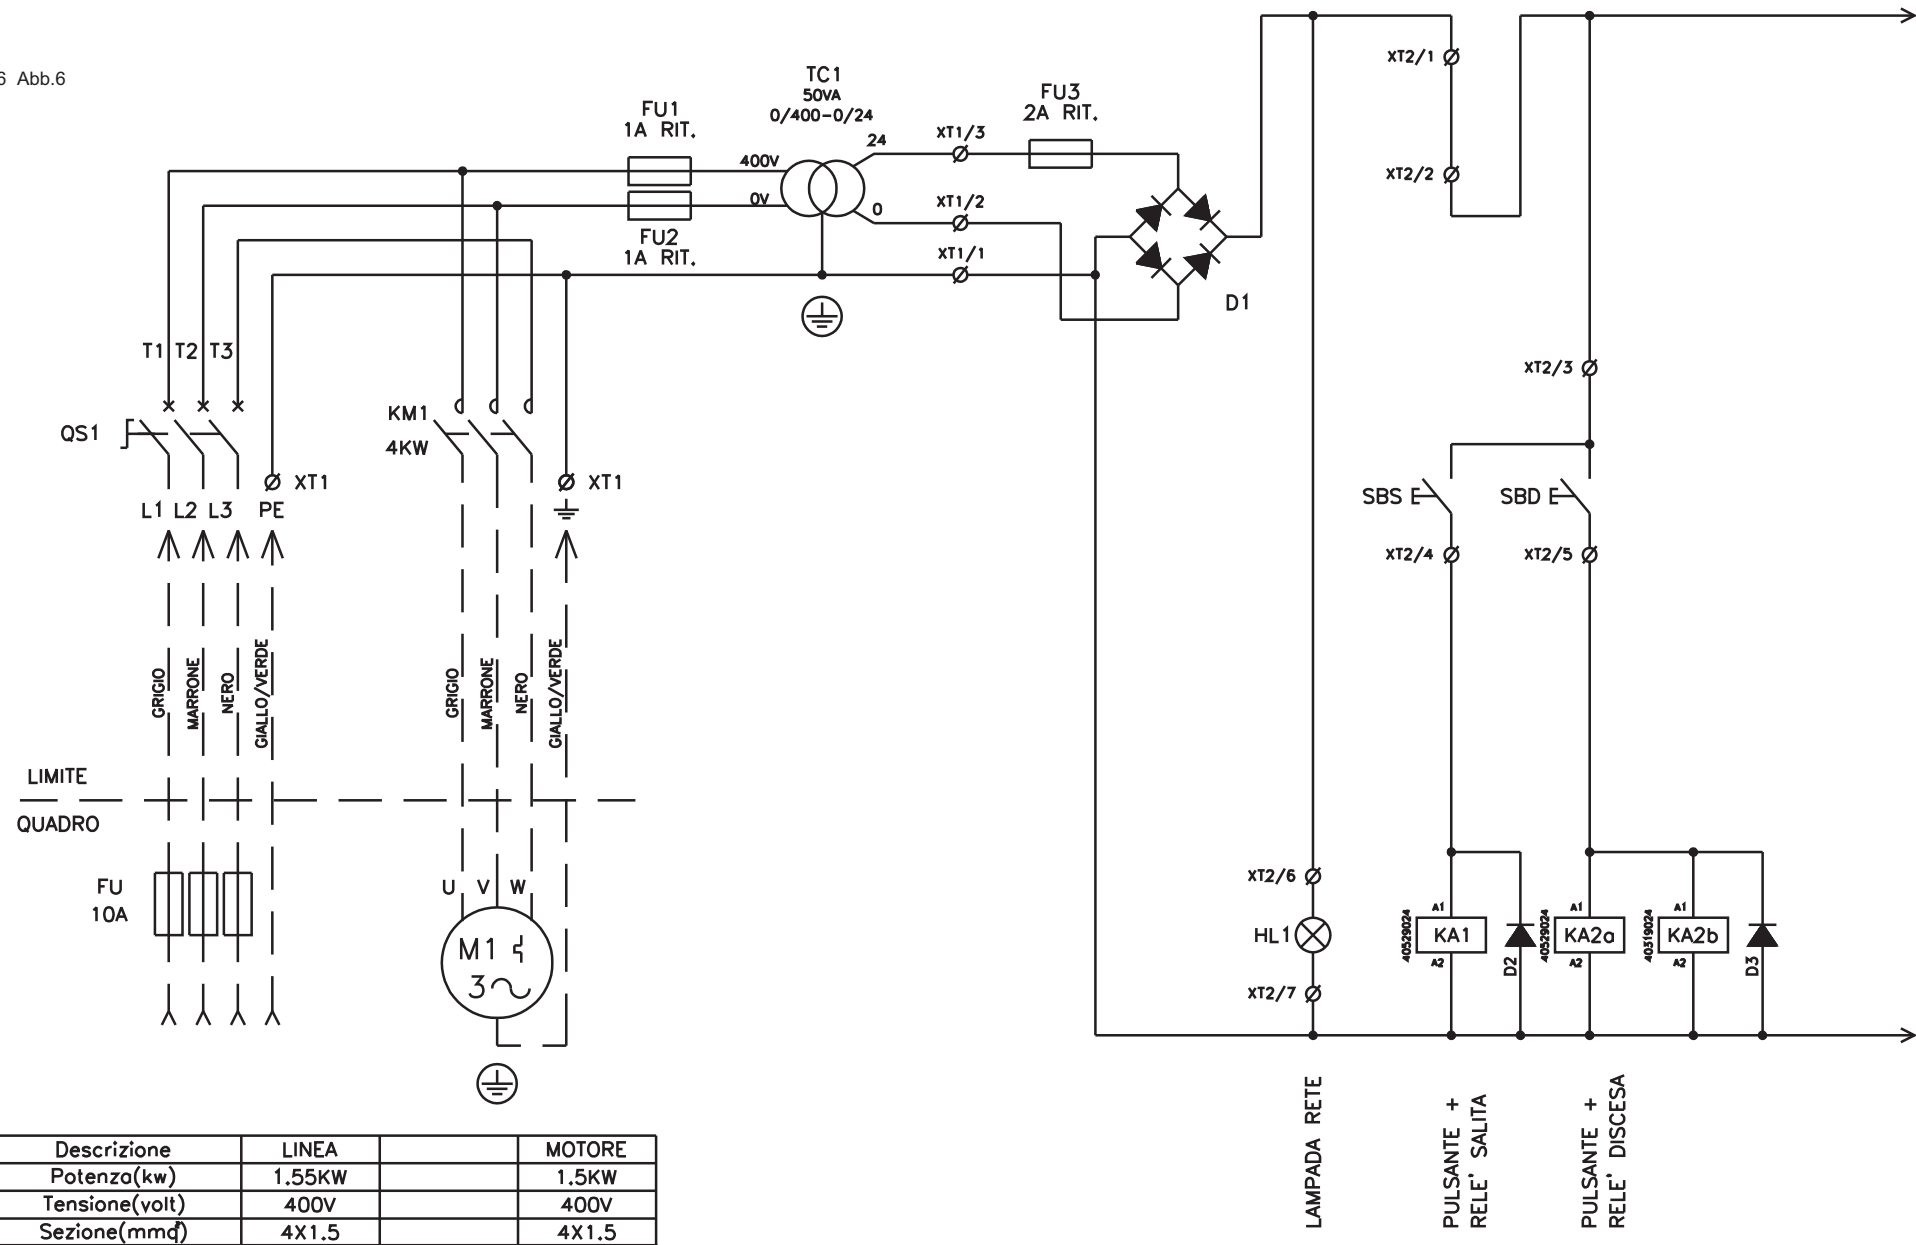 6 Abb.6
TC1
50VA
0/400-0/24
FU1
1A RIT.
400V
0V
FU2
1A RIT.
24
0
XT1/3
XT1/2
XT1/1
FU3
2A RIT.
D1
XT2/1
XT2/2
XT2/3
T1 T2 T3
QS1
KM1
4KW
XT1
XT1
L1 L2 L3 PE
SBS
SBD
XT2/4
XT2/5
GRIGIO
MARRONE
NERO
GIALLO/VERDE
GRIGIO
MARRONE
NERO
GIALLO/VERDE
LIMITE
QUADRO
FU
10A
U V W
M1
3
XT2/6
HL1
XT2/7
40529024
A1
KA1
A2
D2
40529024
A1
KA2a
A2
40319024
A1
KA2b
A2
D3
LAMPADA RETE
PULSANTE +
RELE' SALITA
PULSANTE +
RELE' DISCESA
Descrizione LINEA MOTORE
Potenza(kw) 1.55KW 1.5KW
Tensione(volt) 400V 400V
Sezione(mmq²) 4X1.5 4X1.5